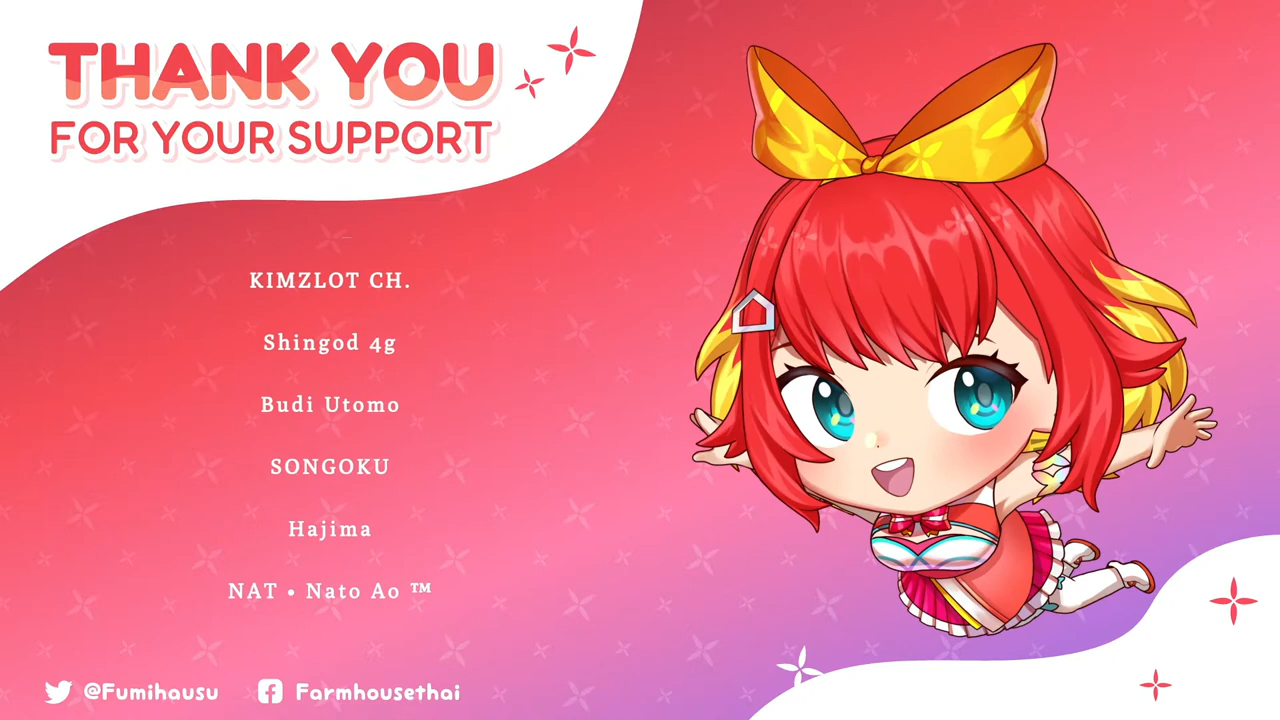 THANK YOU
FOR YOUR SUPPORT
KIMZLOT CH.
Shingod 4g
Budi Utomo
SONGOKU
Hajima
NAT • Nato Ao ™
@Fumihausu
Farmhousethai